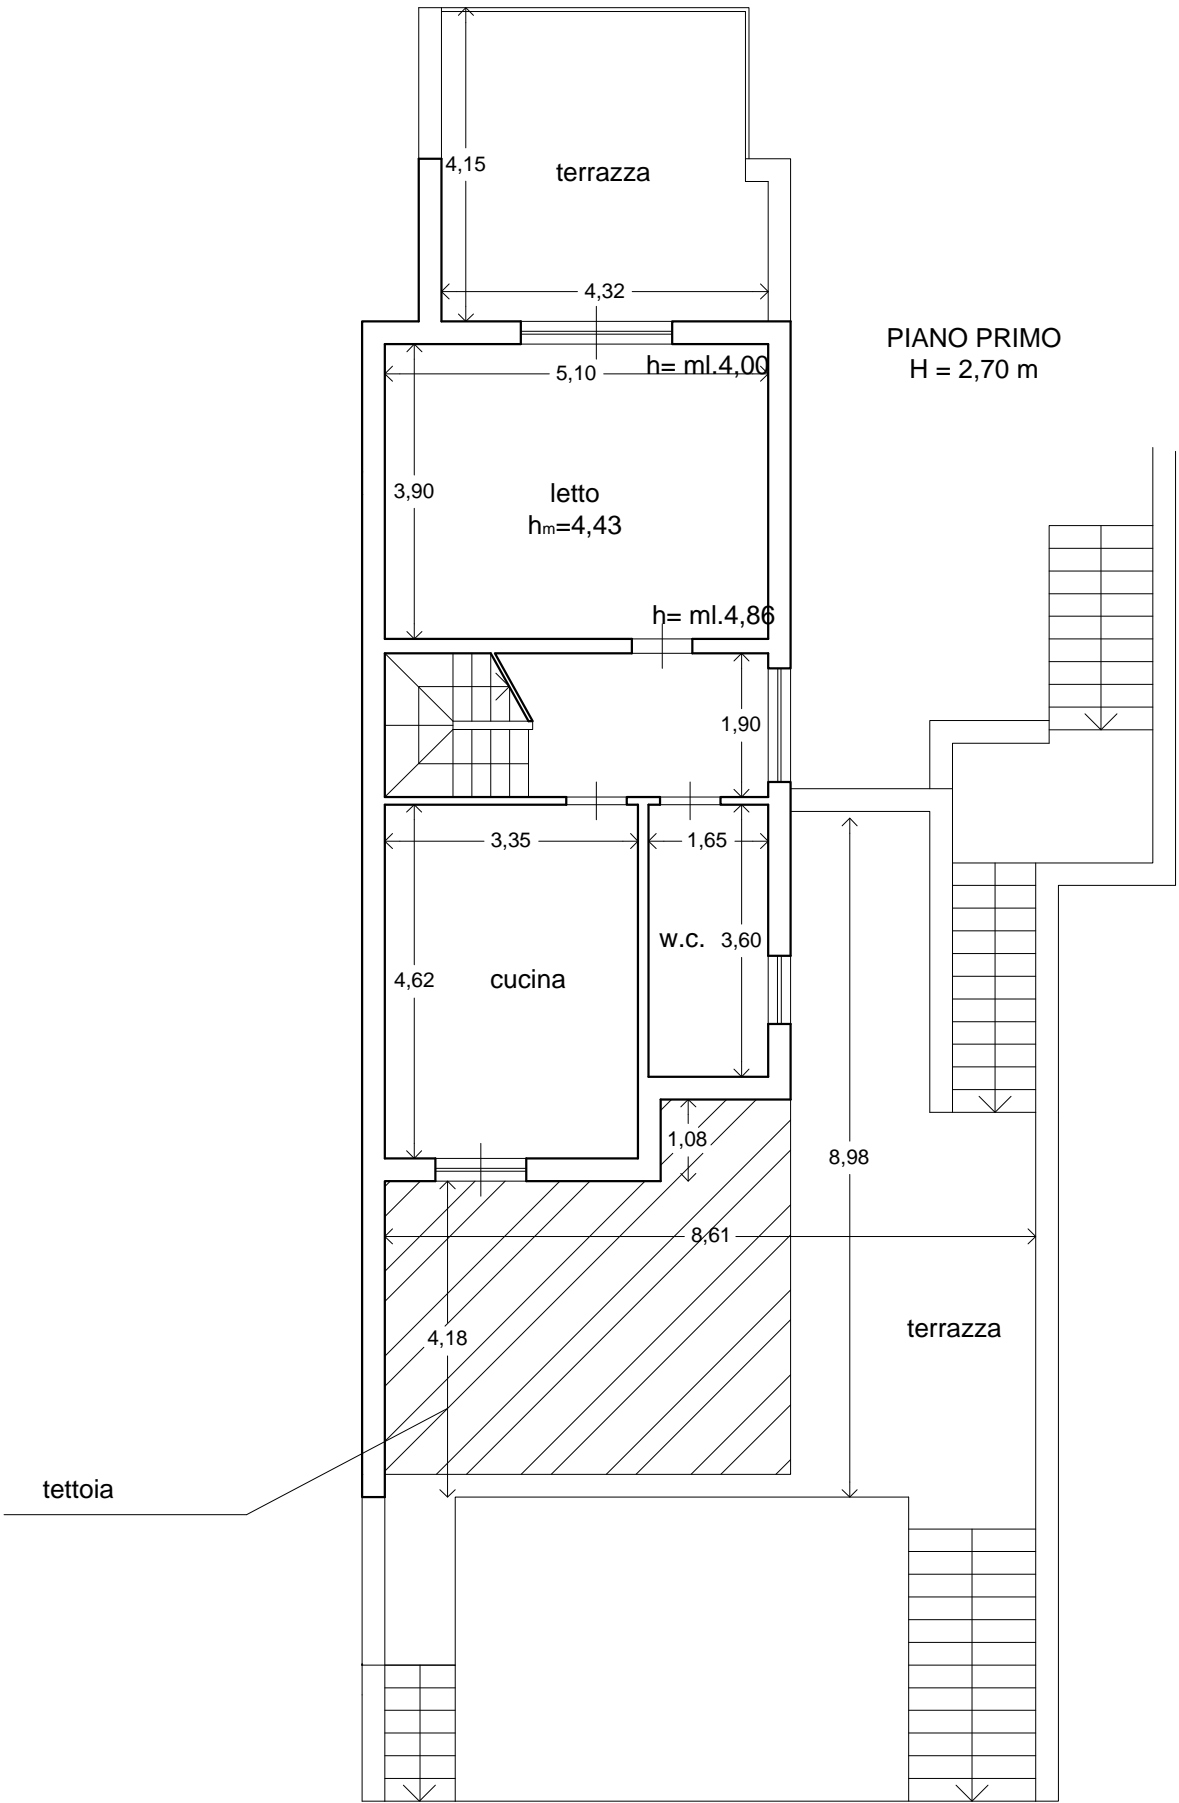 4,15
terrazza
4,32
PIANO PRIMO
H = 2,70 m
h= ml.4,00
5,10
3,90
letto
hm=4,43
h= ml.4,86
1,90
3,35
1,65
w.c.
3,60
4,62
cucina
1,08
8,98
8,61
terrazza
4,18
tettoia